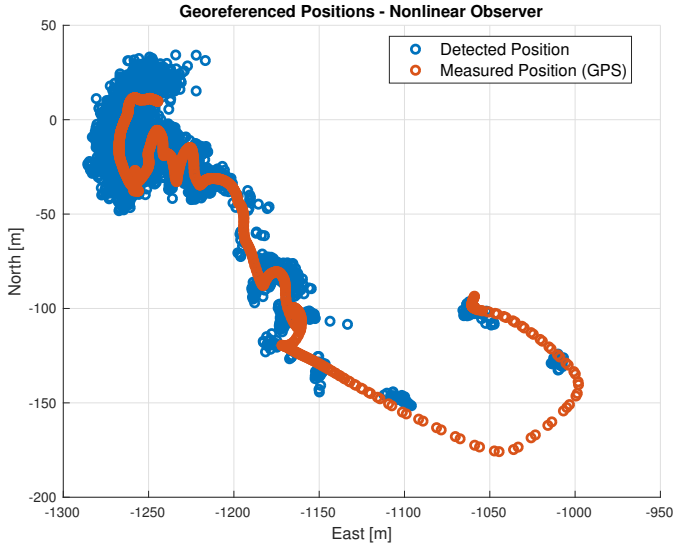 Georeferenced Positions - Nonlinear Observer
Detected Position
Measured Position (GPS)
North [m]
50
0
-50
-100
-150
-200
-1300 -1250 -1200 -1150 -1100 -1050 -1000 -950
East [m]